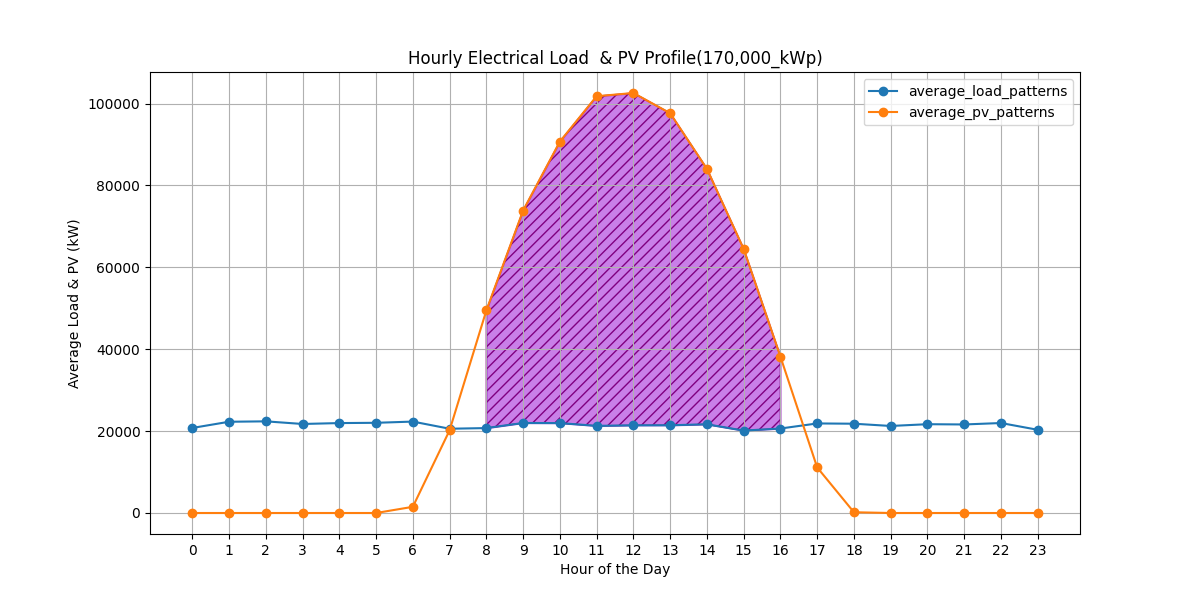 Hourly Electrical Load  & PV Profile(170,000_kWp)
average_load_patterns
average_pv_patterns
Average Load & PV (kW)
100000
80000
60000
40000
20000
0
0 1 2 3 4 5 6 7 8 9 10 11 12 13 14 15 16 17 18 19 20 21 22 23
Hour of the Day